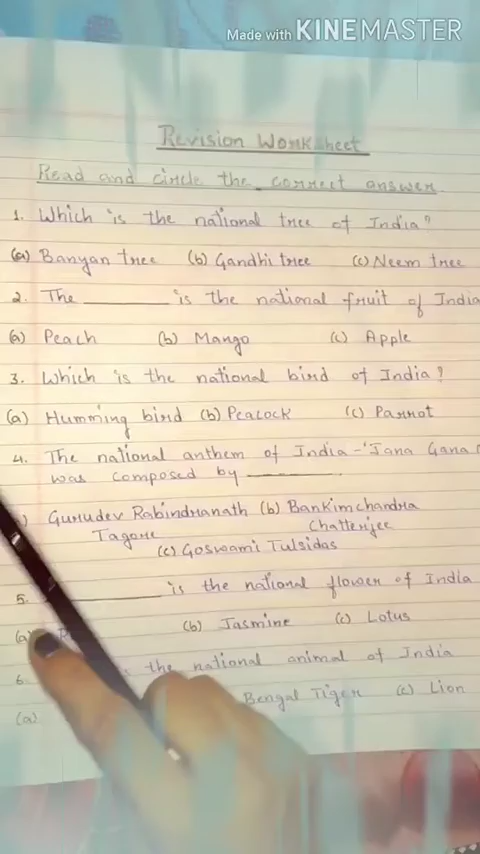 Made with KINEMASTER
Revision Worksheet
Read and circle the correct answer
1. Which is the national tree of India?
(a) Banyan tree (b) Gandhi tree (c) Neem tree
2. The ________ is the national fruit of India
(a) Peach (b) Mango (c) Apple
3. Which is the national bird of India?
(a) Humming bird (b) Peacock (c) Parrot
4. The national anthem of India - 'Jana Gana
was composed by ________
Gurudev Rabindranath (b) Bankimchandra
Tagore Chatterjee
(c) Goswami Tulsidas
5. ________ is the national flower of India
(a) (b) Jasmine (c) Lotus
6. is the national animal of India
(a) Bengal Tiger (c) Lion